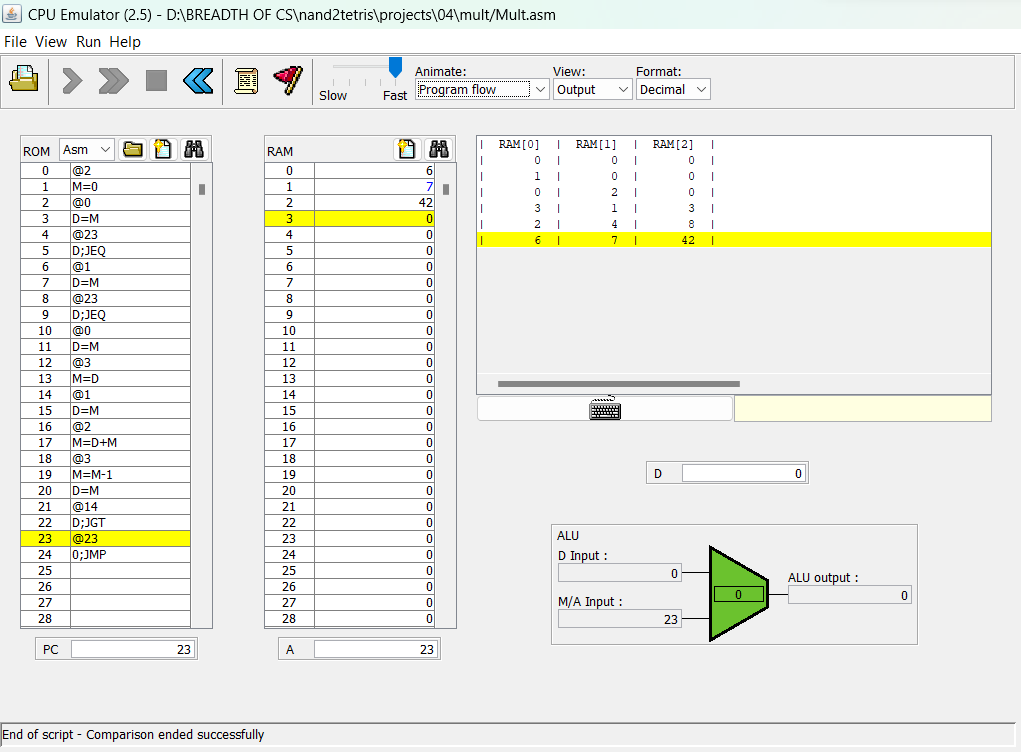 CPU Emulator (2.5) - D:\BREADTH OF CS\nand2tetris\projects\04\mult/Mult.asm
File View Run Help
Slow Fast
Animate:
Program flow
View:
Output
Format:
Decimal
ROM Asm
0 @2
1 M=0
2 @0
3 D=M
4 @23
5 D;JEQ
6 @1
7 D=M
8 @23
9 D;JEQ
10 @0
11 D=M
12 @3
13 M=D
14 @1
15 D=M
16 @2
17 M=D+M
18 @3
19 M=M-1
20 D=M
21 @14
22 D;JGT
23 @23
24 0;JMP
25
26
27
28
PC 23
RAM
0 6
1 7
2 42
3 0
4 0
5 0
6 0
7 0
8 0
9 0
10 0
11 0
12 0
13 0
14 0
15 0
16 0
17 0
18 0
19 0
20 0
21 0
22 0
23 0
24 0
25 0
26 0
27 0
28 0
A 23
| RAM[0] | RAM[1] | RAM[2] |
| 0 | 0 | 0 |
| 1 | 0 | 0 |
| 0 | 2 | 0 |
| 3 | 1 | 3 |
| 2 | 4 | 8 |
| 6 | 7 | 42 |
D 0
ALU
D Input :
0
M/A Input :
23
0
ALU output :
0
End of script - Comparison ended successfully